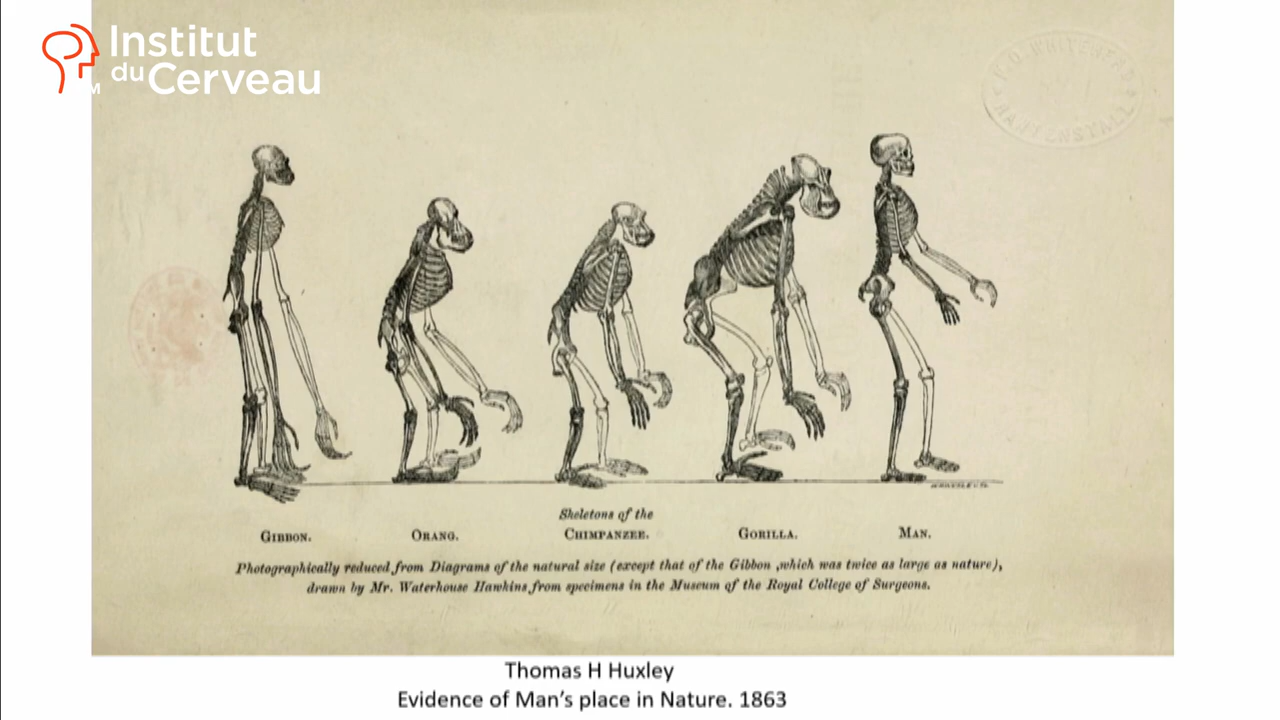 Institut
du Cerveau
Skeletons of the
GIBBON. ORANG. CHIMPANZEE. GORILLA. MAN.
Photographically reduced from Diagrams of the natural size (except that of the Gibbon ,which was twice as large as nature),
drawn by Mr. Waterhouse Hawkins from specimens in the Museum of the Royal College of Surgeons.
Thomas H Huxley
Evidence of Man’s place in Nature. 1863